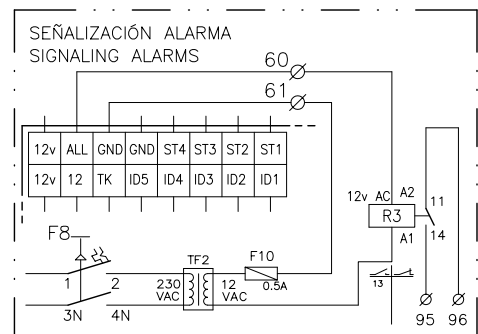 SEÑALIZACIÓN ALARMA
SIGNALING ALARMS
60
61
12v ALL GND GND ST4 ST3 ST2 ST1
12v 12 TK ID5 ID4 ID3 ID2 ID1
12v AC A2
R3
A1
11
14
13
F8
1 2
3N 4N
TF2
230 VAC
12 VAC
F10
0.5A
95 96